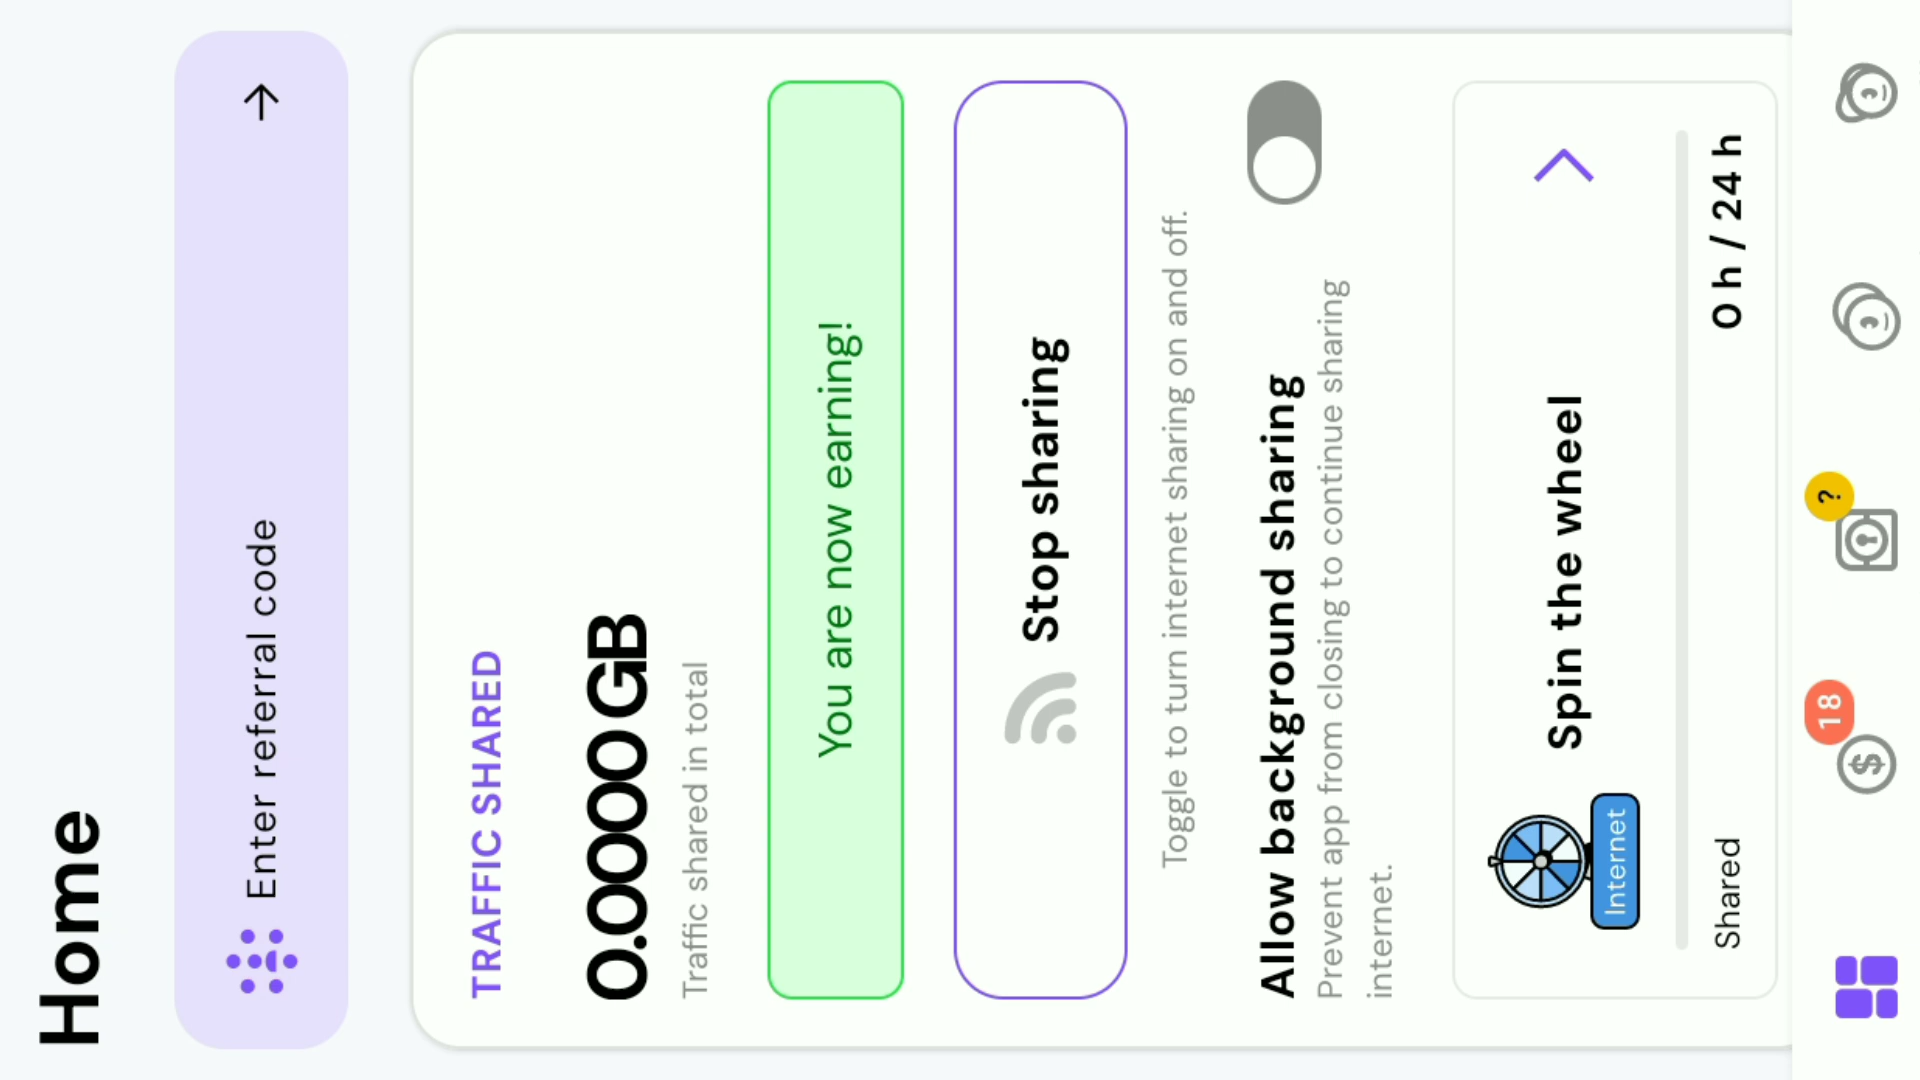 Home
Enter referral code
TRAFFIC SHARED
0.0000 GB
Traffic shared in total
You are now earning!
Stop sharing
Toggle to turn internet sharing on and off.
Allow background sharing
Prevent app from closing to continue sharing
internet.
Spin the wheel
Internet
Shared
0 h / 24 h
18
?